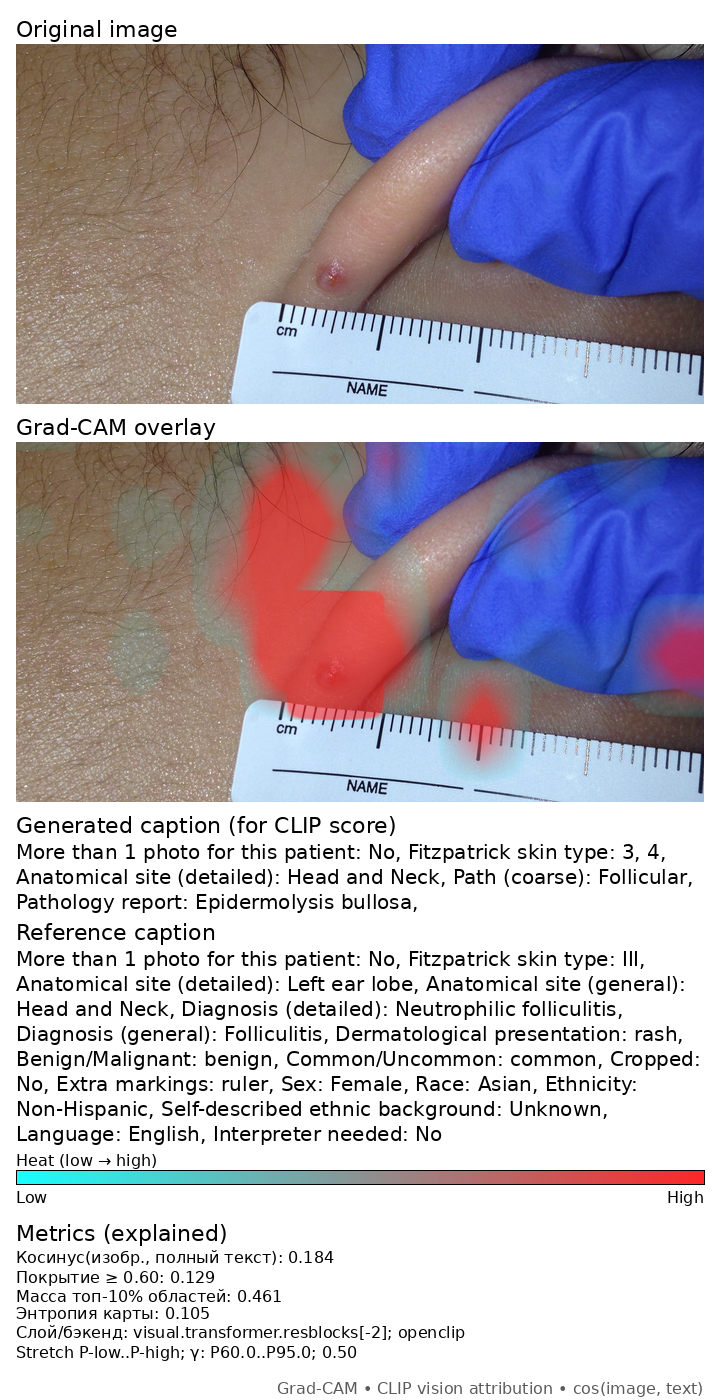 Original image
cm
NAME
Grad-CAM overlay
cm
NAME
Generated caption (for CLIP score)
More than 1 photo for this patient: No, Fitzpatrick skin type: 3, 4,
Anatomical site (detailed): Head and Neck, Path (coarse): Follicular,
Pathology report: Epidermolysis bullosa,
Reference caption
More than 1 photo for this patient: No, Fitzpatrick skin type: III,
Anatomical site (detailed): Left ear lobe, Anatomical site (general):
Head and Neck, Diagnosis (detailed): Neutrophilic folliculitis,
Diagnosis (general): Folliculitis, Dermatological presentation: rash,
Benign/Malignant: benign, Common/Uncommon: common, Cropped:
No, Extra markings: ruler, Sex: Female, Race: Asian, Ethnicity:
Non-Hispanic, Self-described ethnic background: Unknown,
Language: English, Interpreter needed: No
Heat (low → high)
Low High
Metrics (explained)
Косинус(изобр., полный текст): 0.184
Покрытие ≥ 0.60: 0.129
Масса топ-10% областей: 0.461
Энтропия карты: 0.105
Слой/бэкенд: visual.transformer.resblocks[-2]; openclip
Stretch P-low..P-high; γ: P60.0..P95.0; 0.50
Grad-CAM • CLIP vision attribution • cos(image, text)